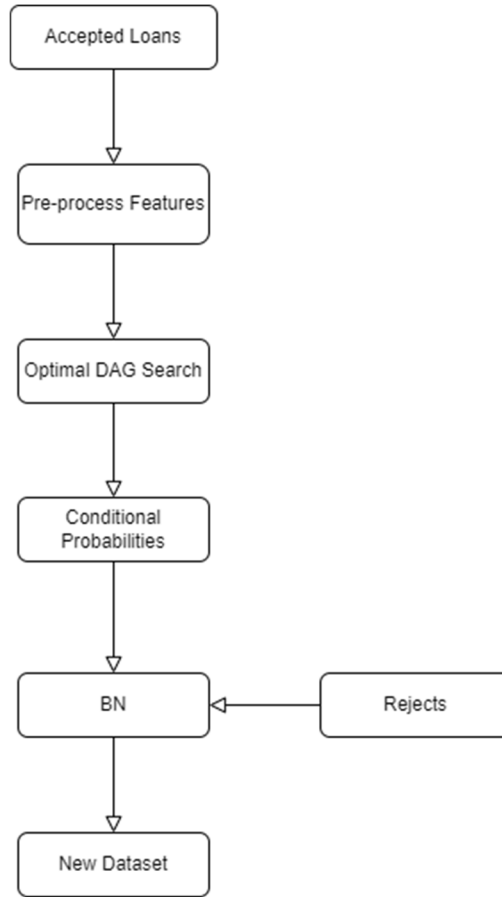 Accepted Loans
Pre-process Features
Optimal DAG Search
Conditional
Probabilities
BN
Rejects
New Dataset